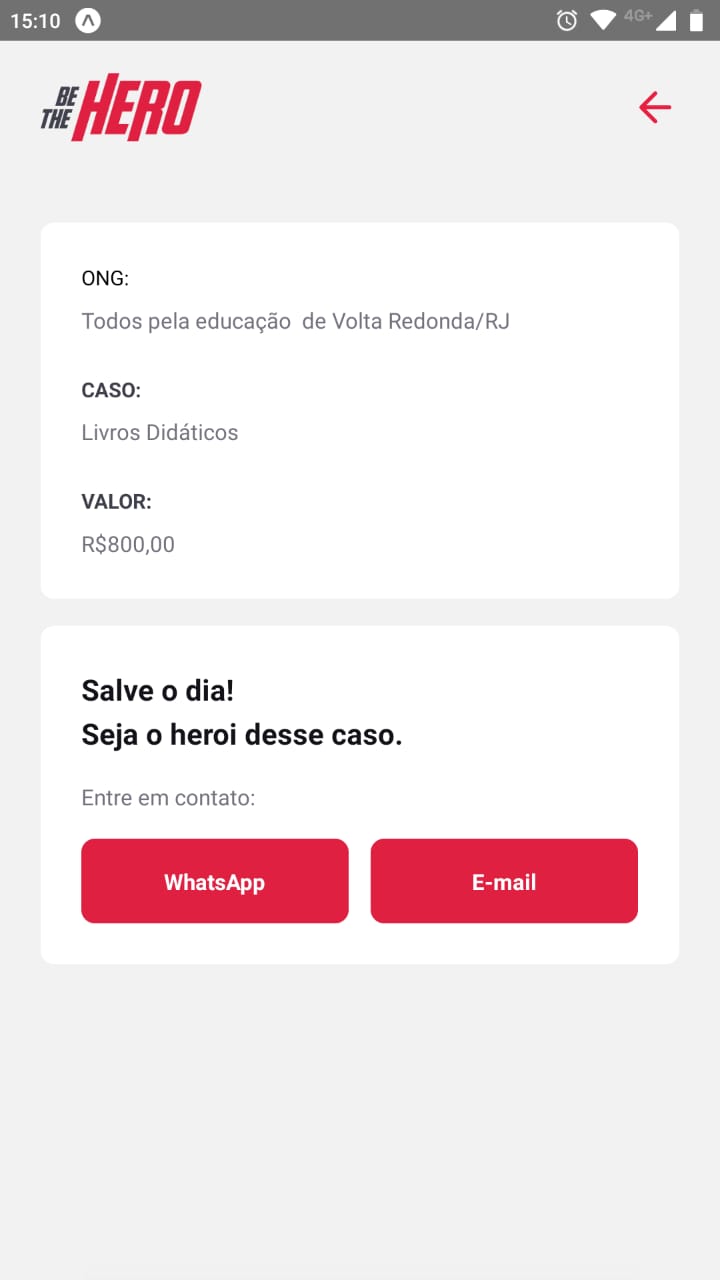 15:10
4G+
BE
THE HERO
ONG:
Todos pela educação  de Volta Redonda/RJ
CASO:
Livros Didáticos
VALOR:
R$800,00
Salve o dia!
Seja o heroi desse caso.
Entre em contato:
WhatsApp
E-mail